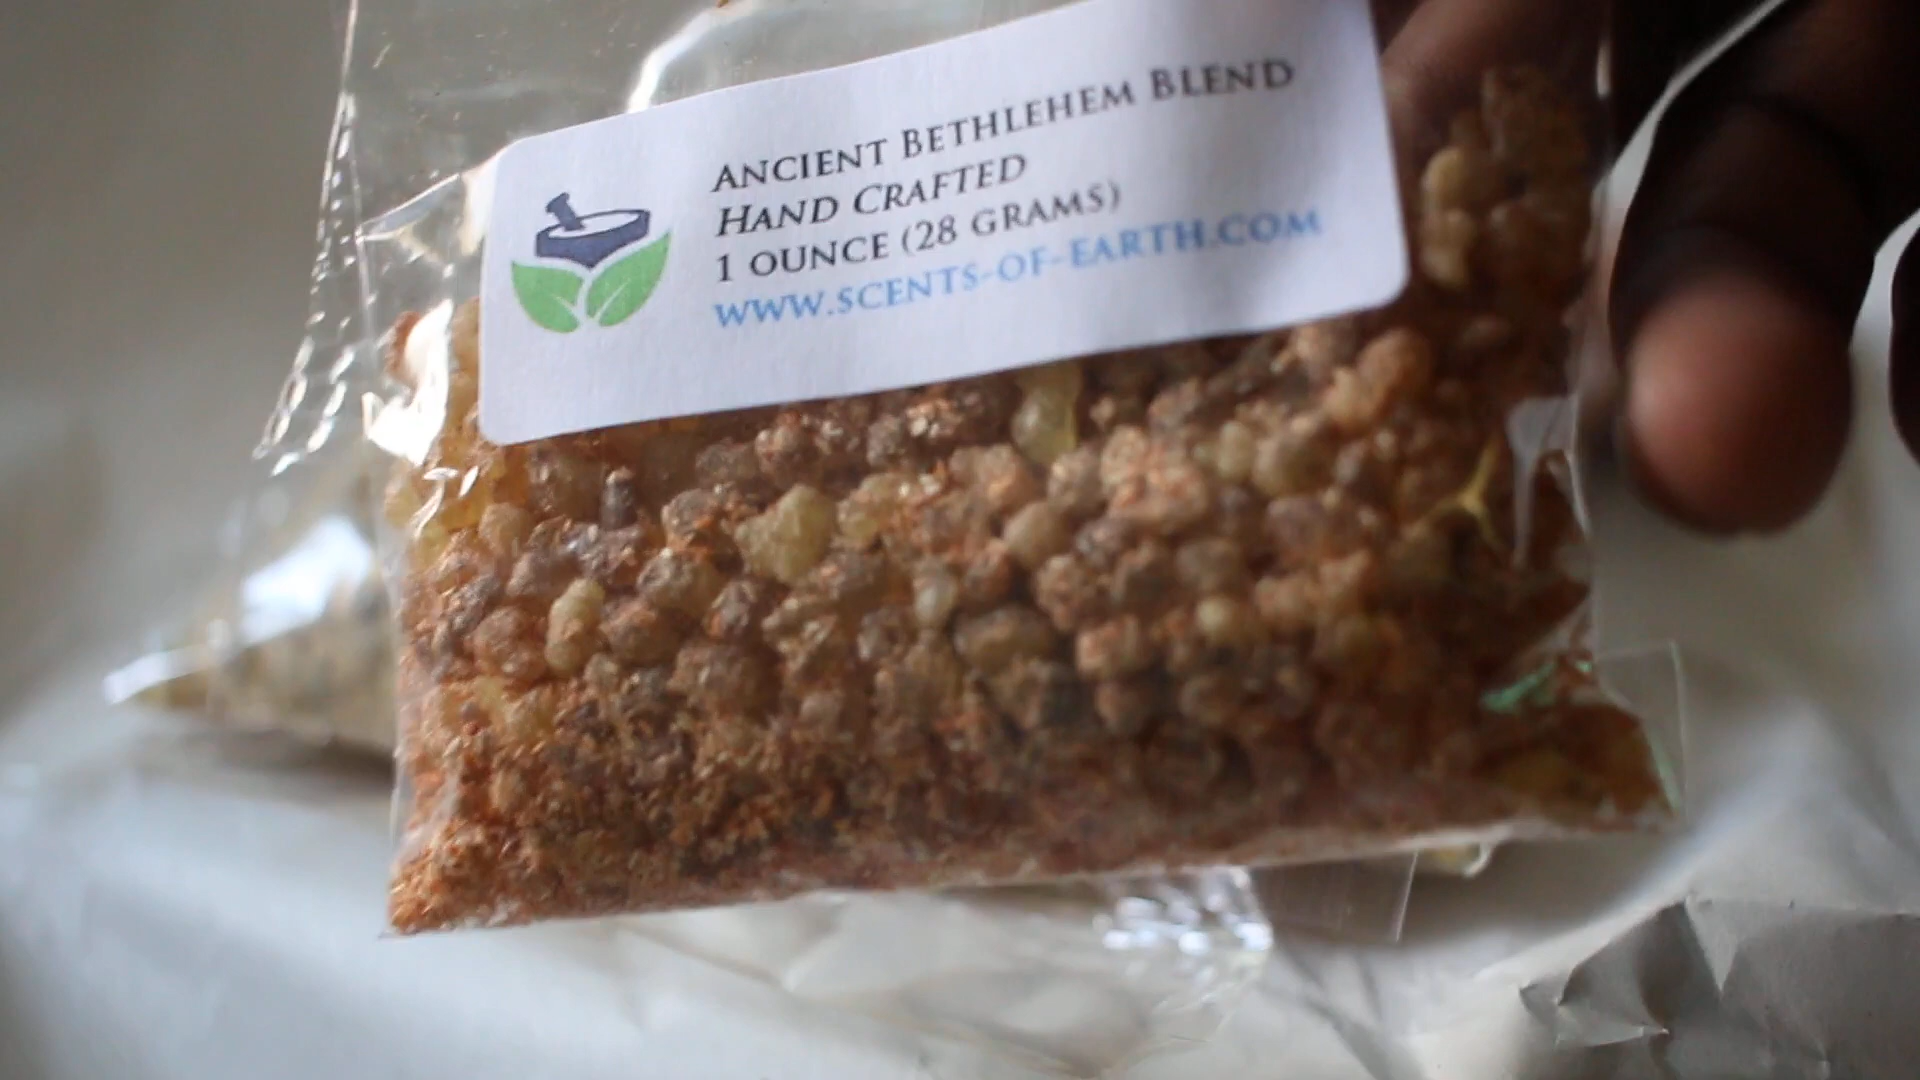 ANCIENT BETHLEHEM BLEND
HAND CRAFTED
1 OUNCE (28 GRAMS)
WWW.SCENTS-OF-EARTH.COM